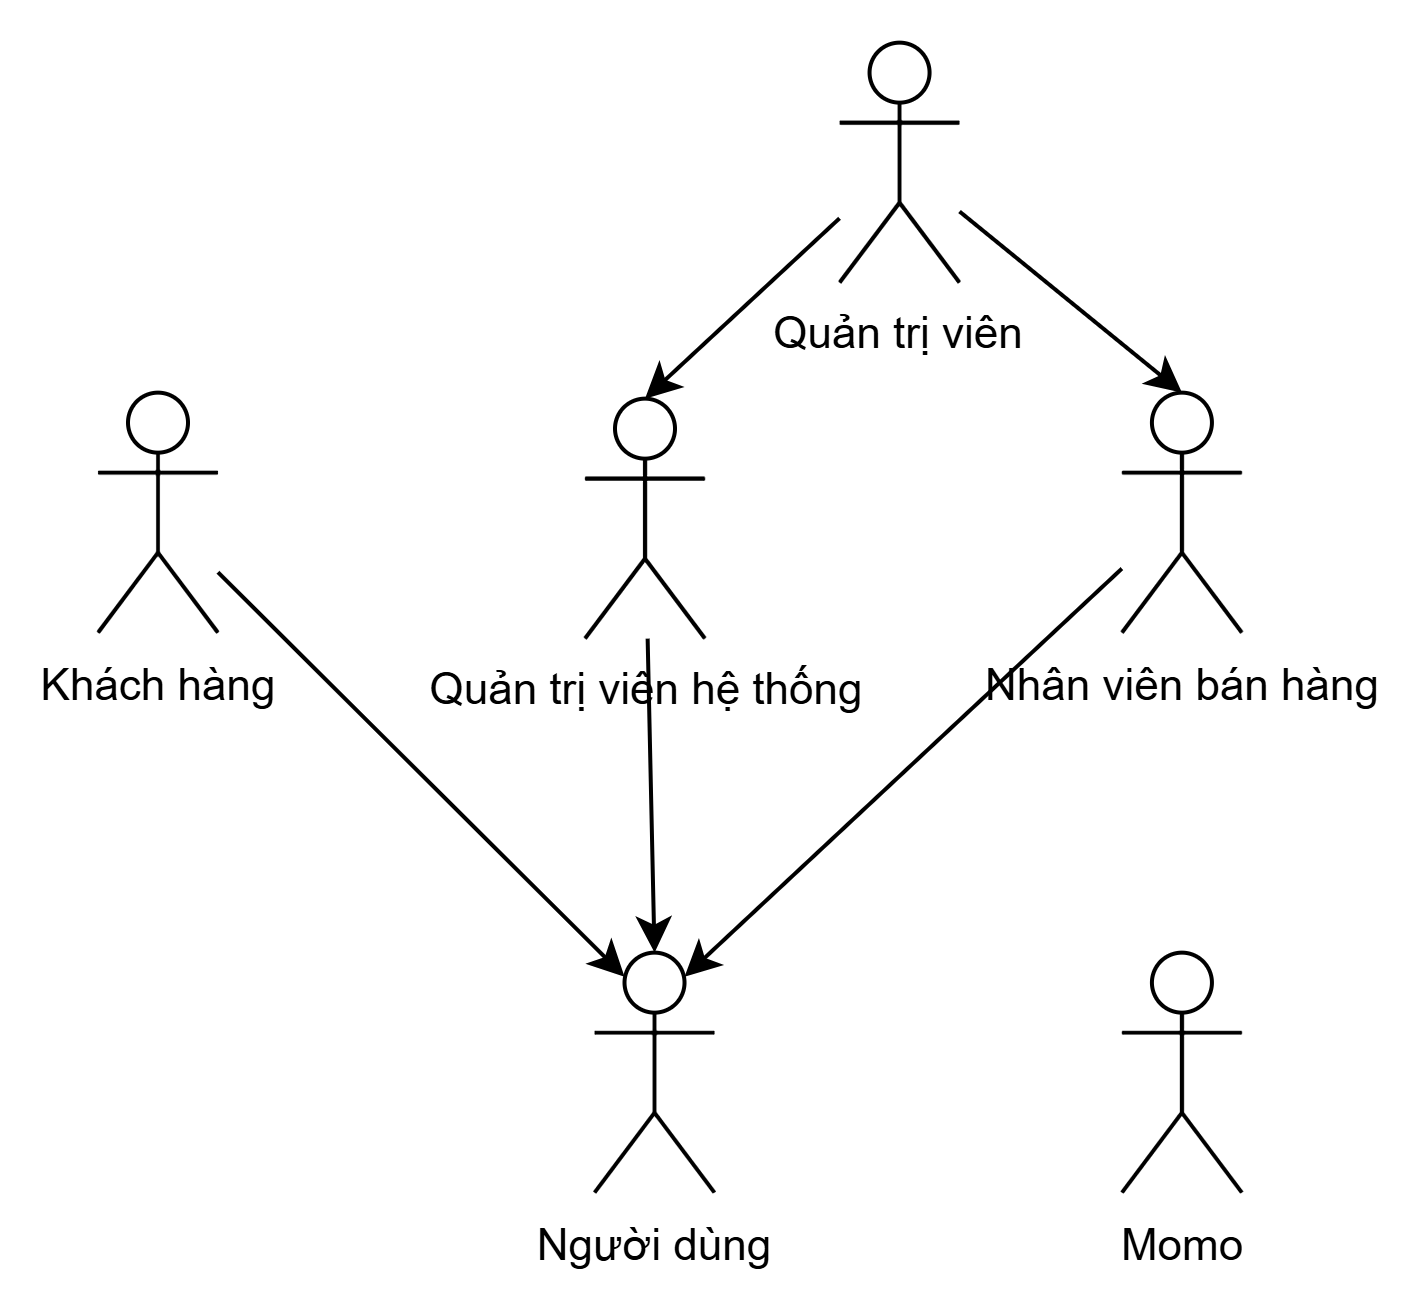 Quản trị viên
Khách hàng
Quản trị viên hệ thống
Nhân viên bán hàng
Người dùng
Momo